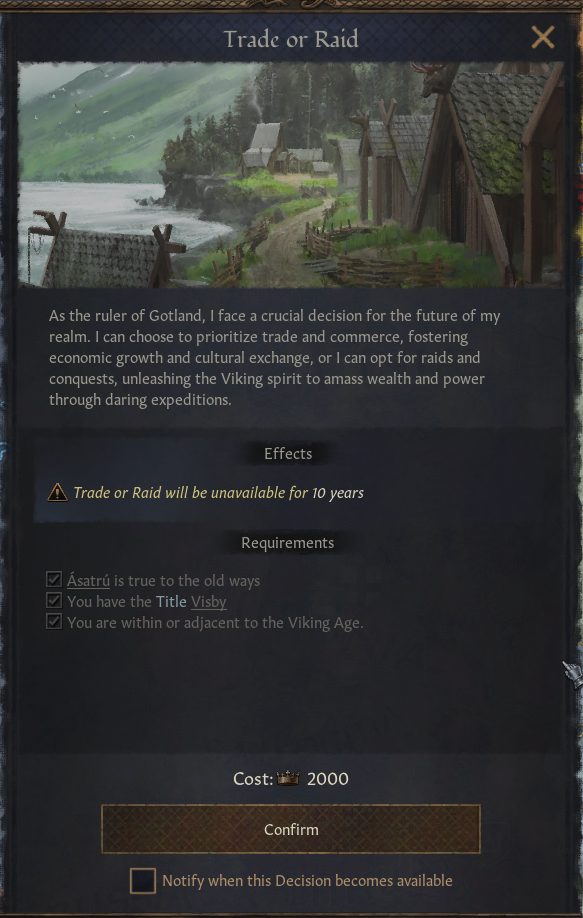 Trade or Raid
As the ruler of Gotland, I face a crucial decision for the future of my
realm. I can choose to prioritize trade and commerce, fostering
economic growth and cultural exchange, or I can opt for raids and
conquests, unleashing the Viking spirit to amass wealth and power
through daring expeditions.
Effects
Trade or Raid will be unavailable for 10 years
Requirements
Ásatrú is true to the old ways
You have the Title Visby
You are within or adjacent to the Viking Age.
Cost: 2000
Confirm
Notify when this Decision becomes available